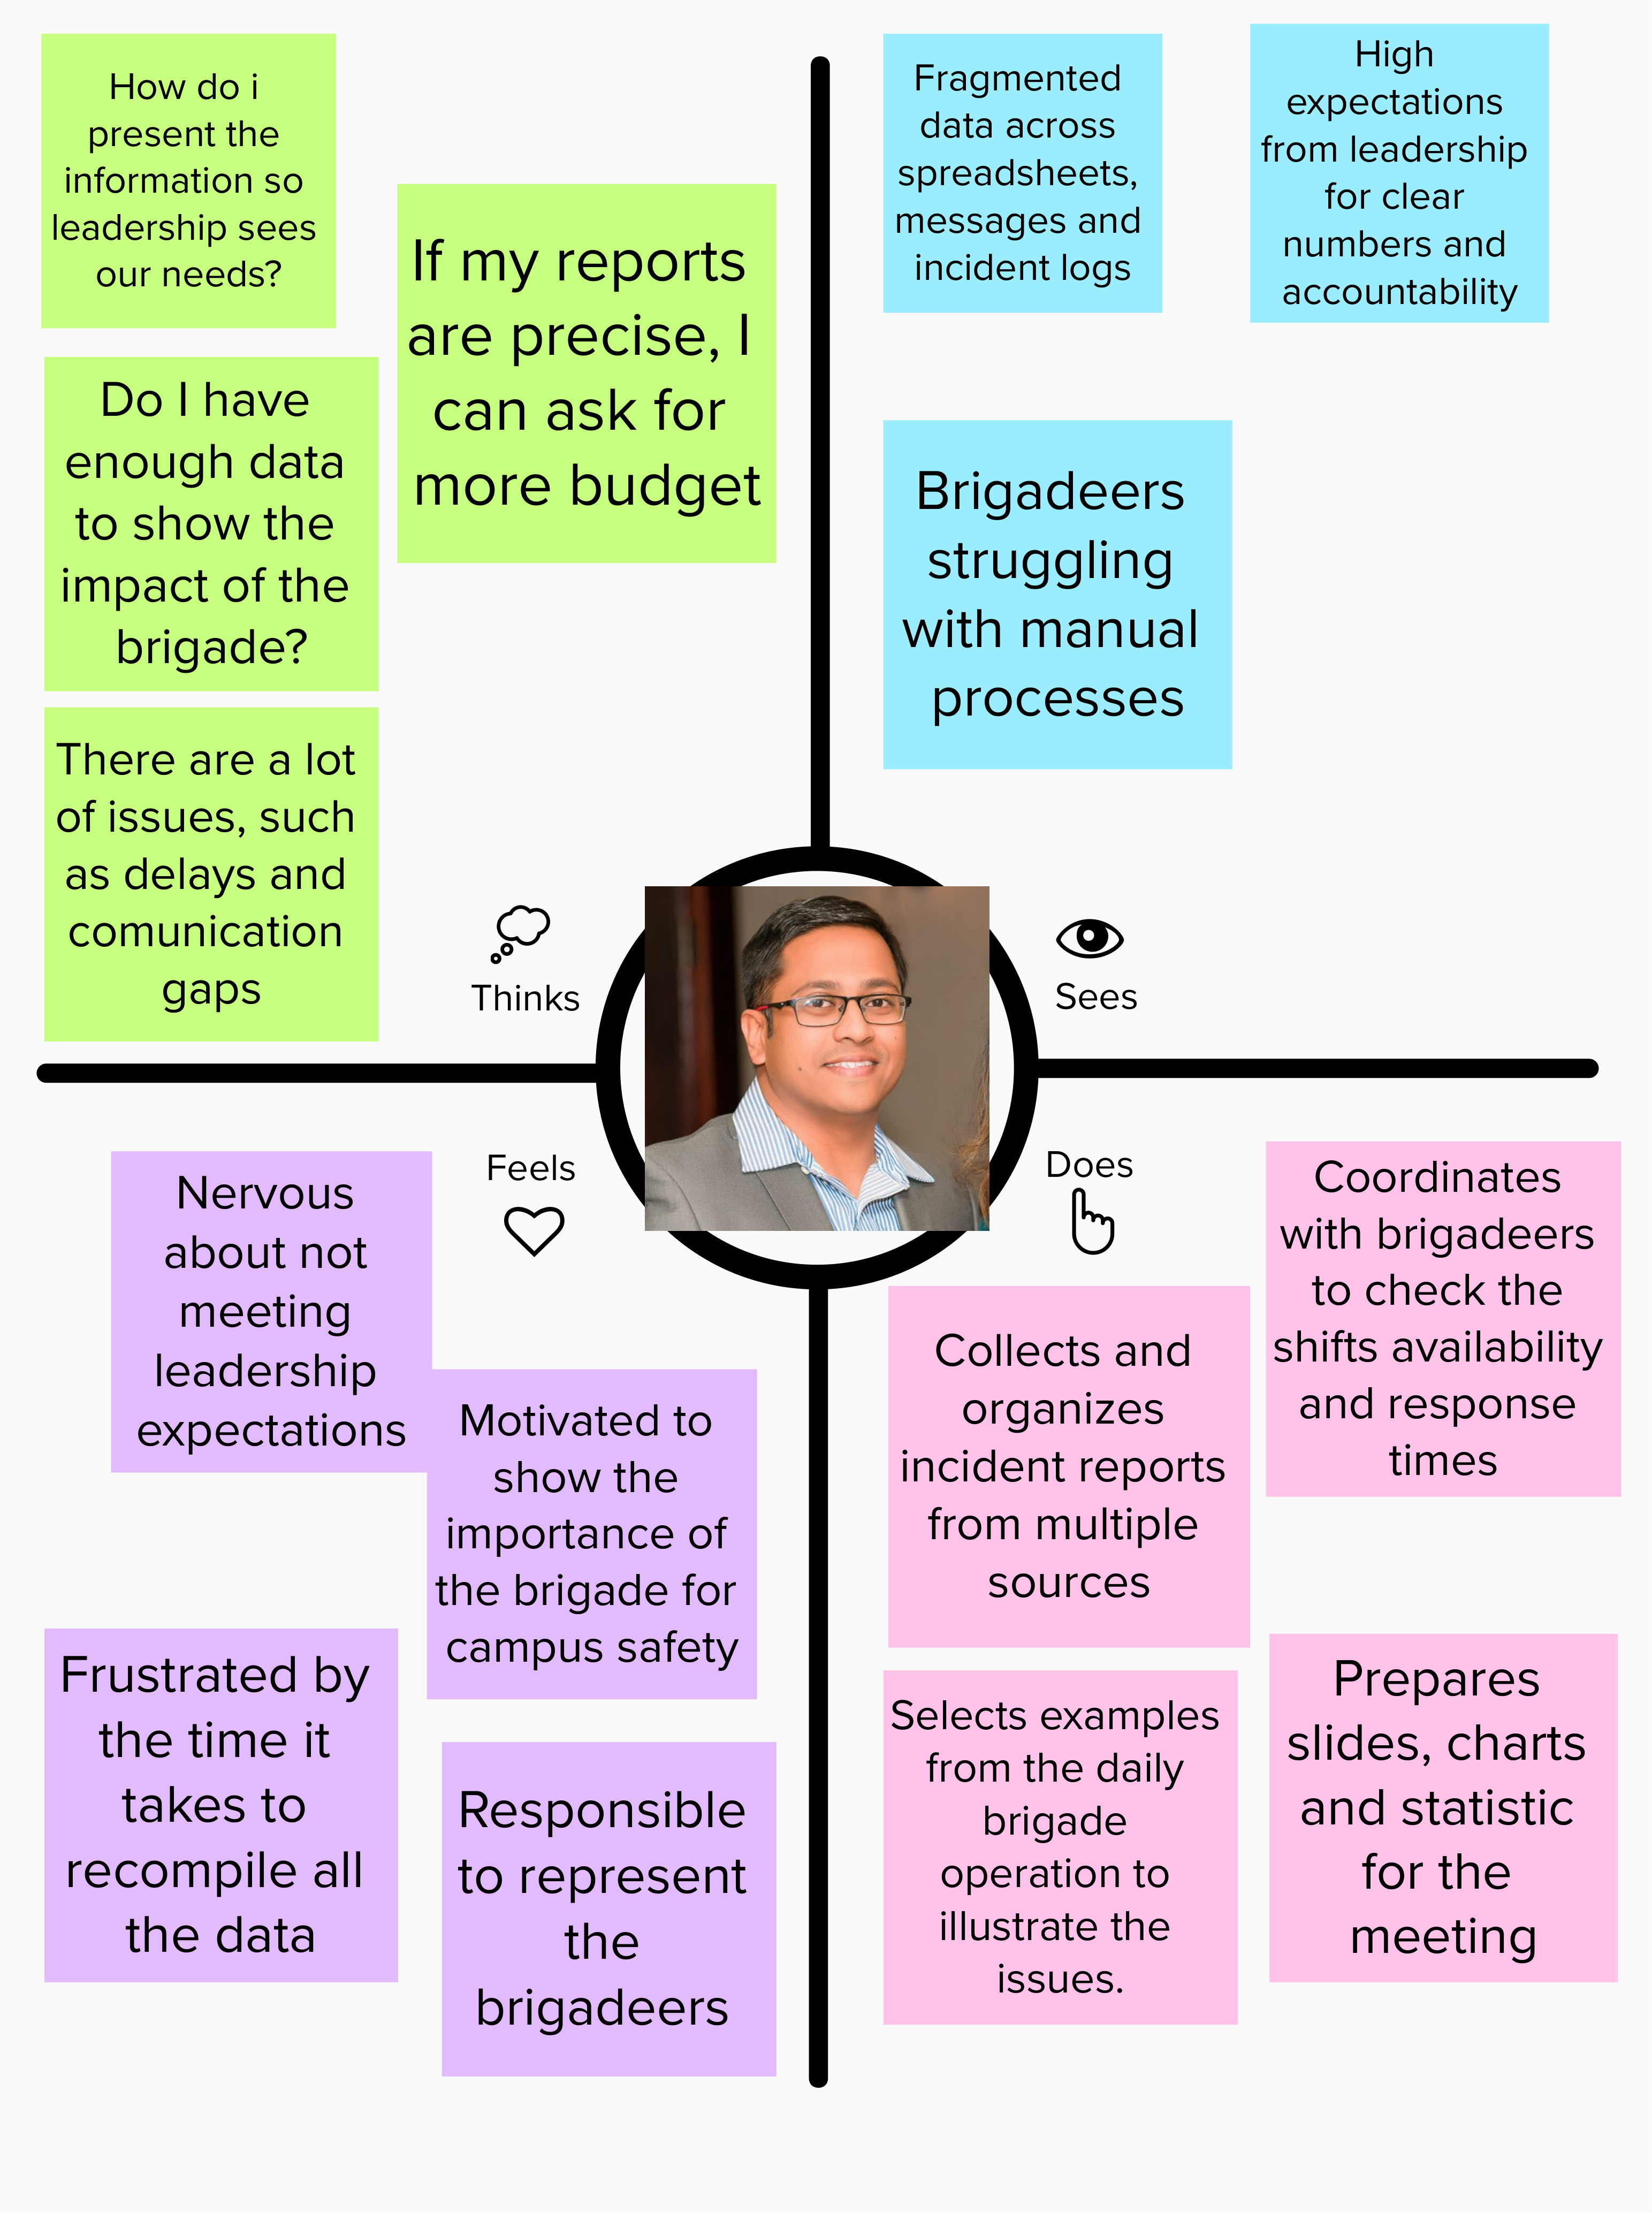 How do i
present the
information so
leadership sees
our needs?
If my reports
are precise, I
can ask for
more budget
Do I have
enough data
to show the
impact of the
brigade?
There are a lot
of issues, such
as delays and
comunication
gaps
Thinks
Fragmented
data across
spreadsheets,
messages and
incident logs
High
expectations
from leadership
for clear
numbers and
accountability
Brigadeers
struggling
with manual
processes
Sees
Feels
Nervous
about not
meeting
leadership
expectations
Motivated to
show the
importance of
the brigade for
campus safety
Frustrated by
the time it
takes to
recompile all
the data
Responsible
to represent
the
brigadeers
Does
Coordinates
with brigadeers
to check the
shifts availability
and response
times
Collects and
organizes
incident reports
from multiple
sources
Selects examples
from the daily
brigade
operation to
illustrate the
issues.
Prepares
slides, charts
and statistic
for the
meeting